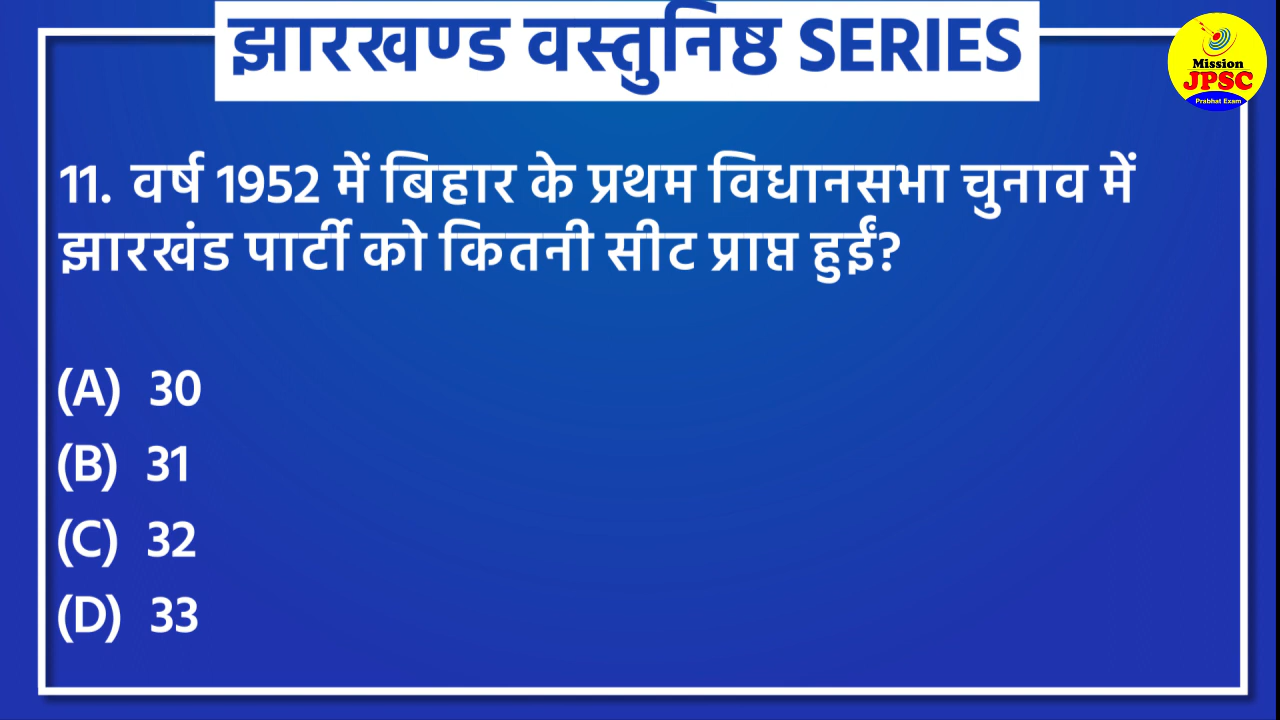 झारखण्ड वस्तुनिष्ठ SERIES
Mission
JPSC
Prabhat Exam
11. वर्ष 1952 में बिहार के प्रथम विधानसभा चुनाव में
झारखंड पार्टी को कितनी सीट प्राप्त हुईं?
(A) 30
(B) 31
(C) 32
(D) 33